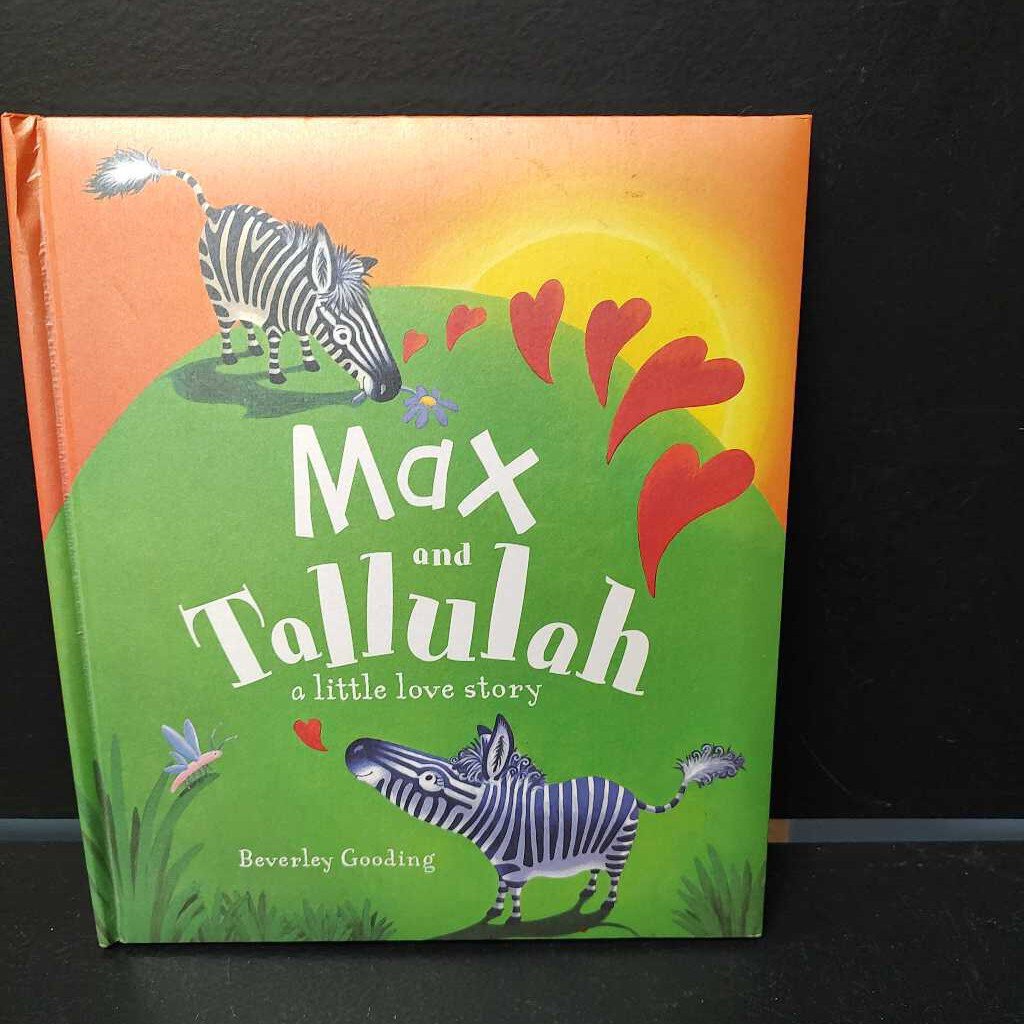 Max
and
Tallulah
a little love story
Beverley Gooding